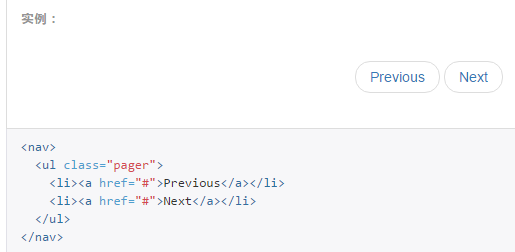 实例：
Previous Next
<nav>
  <ul class="pager">
    <li><a href="#">Previous</a></li>
    <li><a href="#">Next</a></li>
  </ul>
</nav>